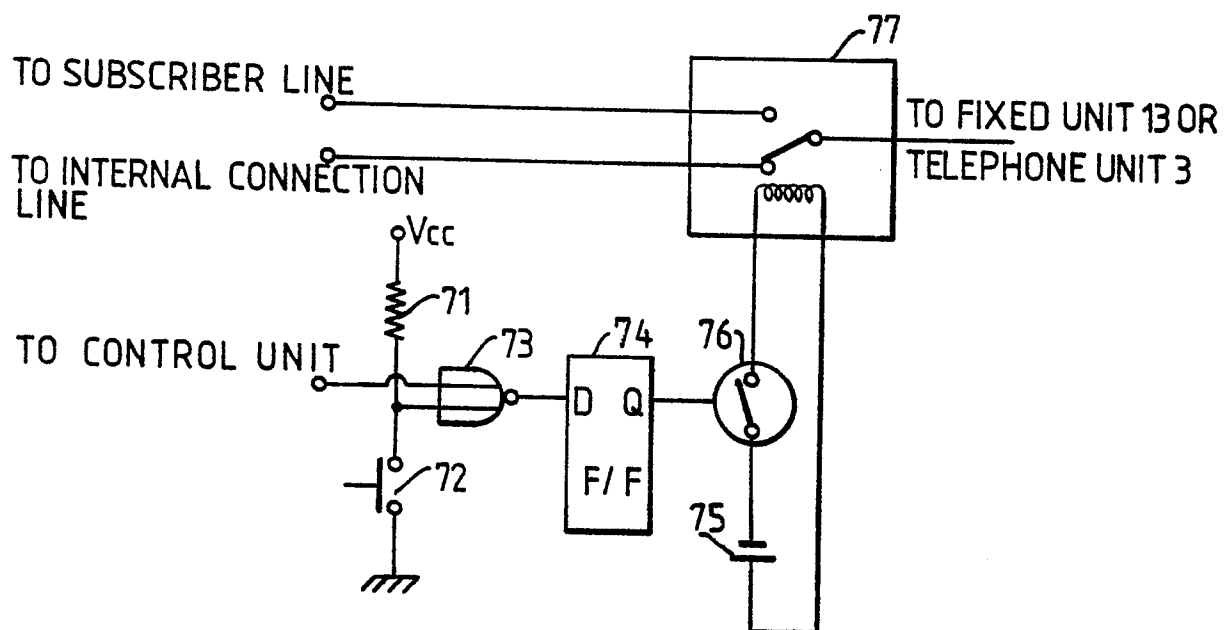 77
TO SUBSCRIBER LINE
TO FIXED UNIT 13 OR
TELEPHONE UNIT 3
TO INTERNAL CONNECTION
LINE
Vcc
71
TO CONTROL UNIT
73
74
76
D Q
F/F
72
75